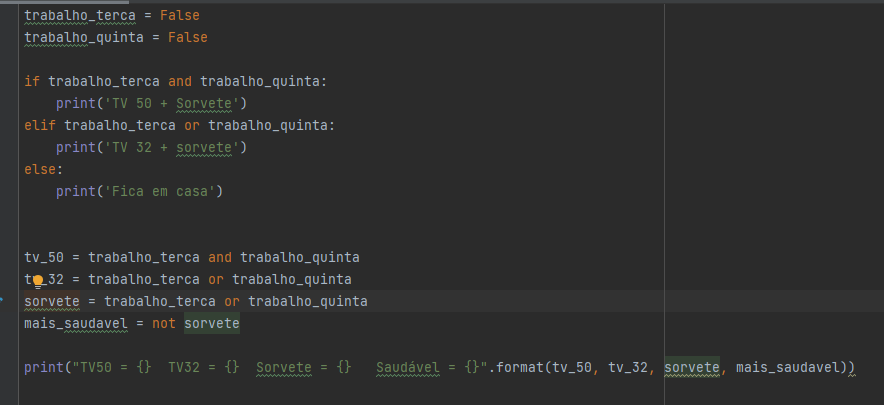 trabalho_terca = False
trabalho_quinta = False
if trabalho_terca and trabalho_quinta:
    print('TV 50 + Sorvete')
elif trabalho_terca or trabalho_quinta:
    print('TV 32 + sorvete')
else:
    print('Fica em casa')
tv_50 = trabalho_terca and trabalho_quinta
tv_32 = trabalho_terca or trabalho_quinta
sorvete = trabalho_terca or trabalho_quinta
mais_saudavel = not sorvete
print("TV50 = {}  TV32 = {}  Sorvete = {}   Saudável = {}".format(tv_50, tv_32, sorvete, mais_saudavel))